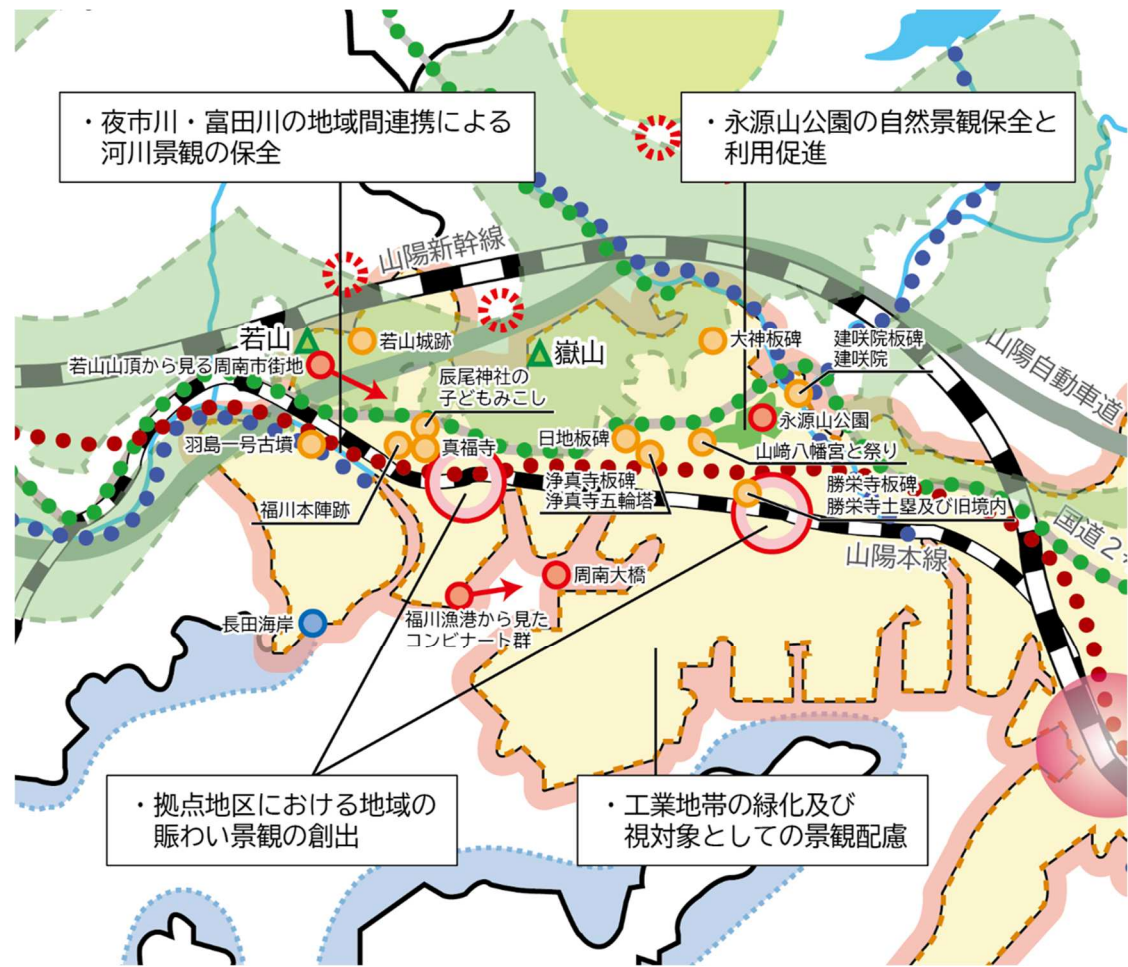 ・夜市川・富田川の地域間連携による
河川景観の保全
・永源山公園の自然景観保全と
利用促進
山陽新幹線
若山
若山城跡
嶽山
大神板碑
建咲院板碑
建咲院
山陽自動車道
若山山頂から見る周南市街地
辰尾神社の
子どもみこし
永源山公園
羽島一号古墳
真福寺
日地板碑
山﨑八幡宮と祭り
浄真寺板碑
浄真寺五輪塔
勝栄寺板碑
勝栄寺土塁及び旧境内
福川本陣跡
国道2
山陽本線
周南大橋
長田海岸
福川漁港から見た
コンビナート群
・拠点地区における地域の
賑わい景観の創出
・工業地帯の緑化及び
視対象としての景観配慮